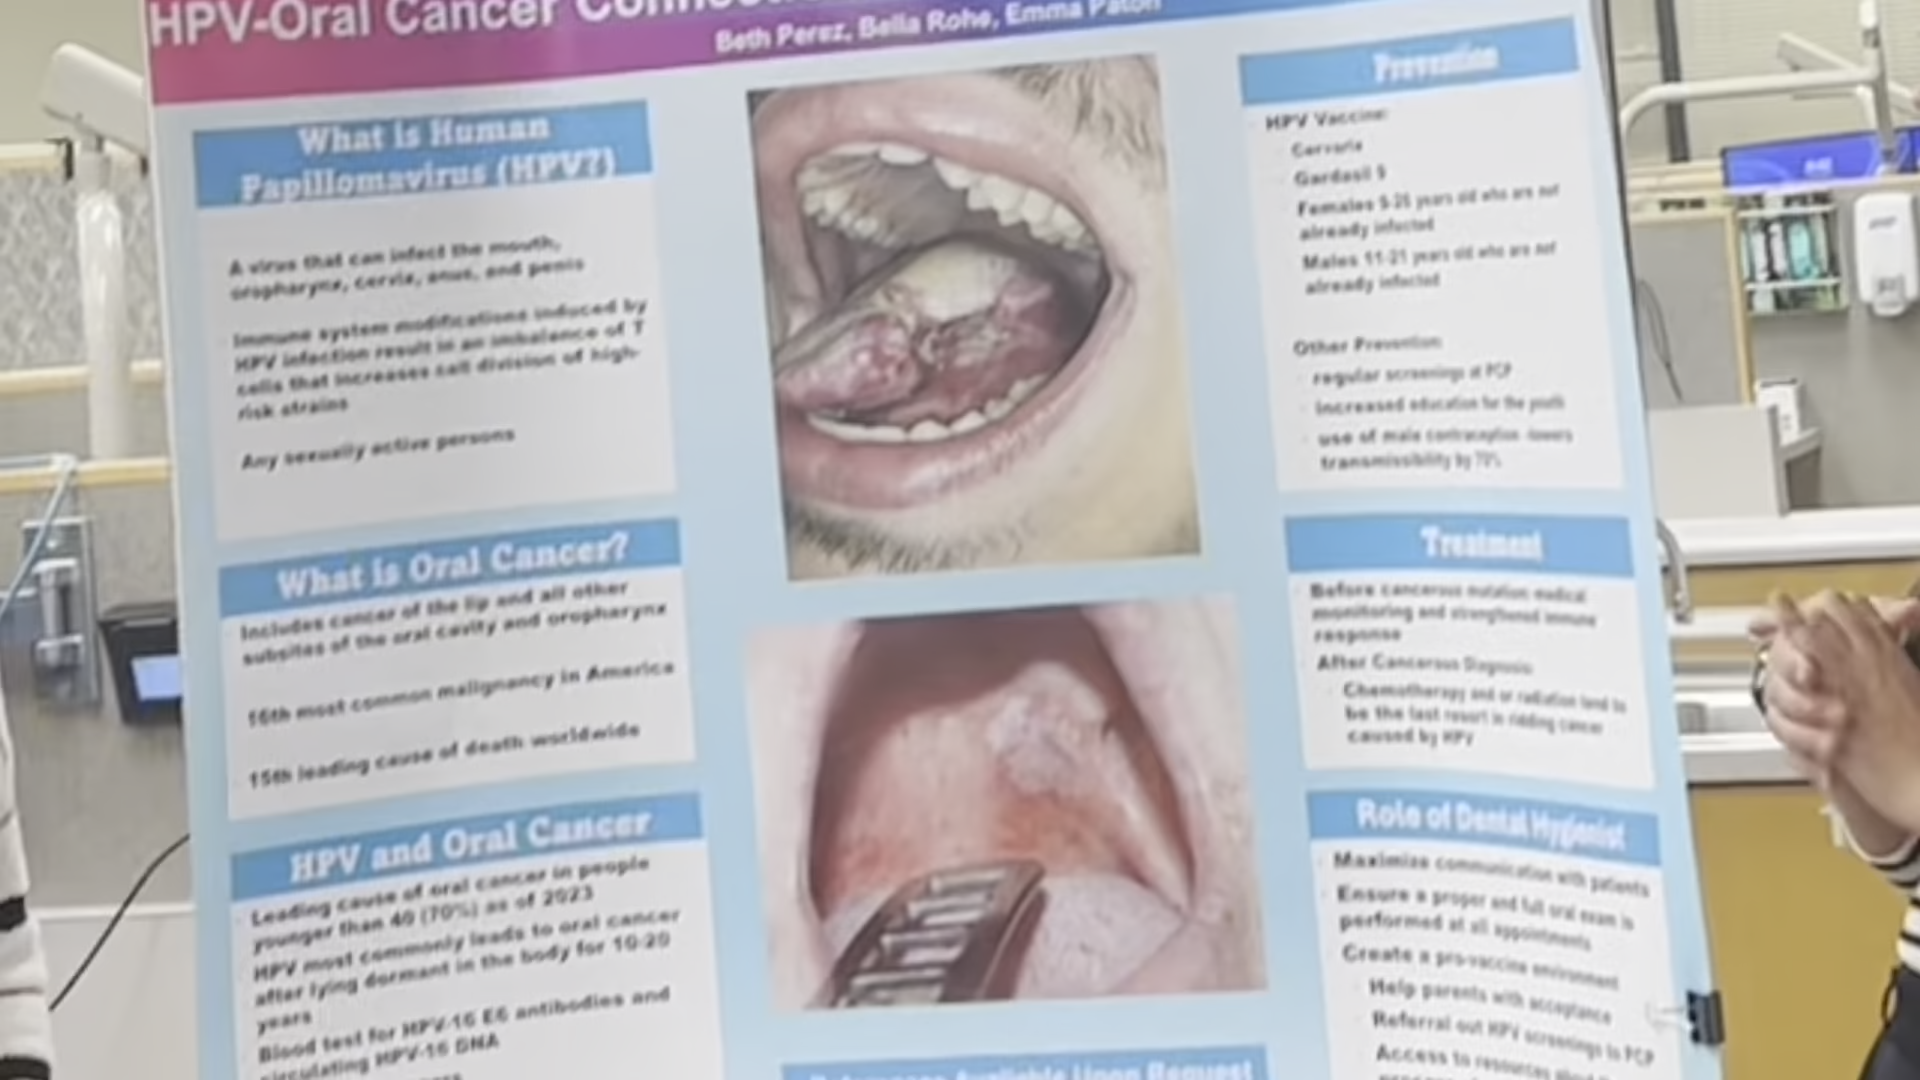 HPV-Oral Cancer
Beth Perez, Bella Rohe, Emma Paton
What is Human
Papillomavirus (HPV?)
A virus that can infect the mouth,
oropharynx, cervix, anus, and penis
Immune system modifications induced by
HPV infection result in an imbalance of T
cells that increases cell division of high-
risk strains
Any sexually active persons
What is Oral Cancer?
Includes cancer of the lip and all other
subsites of the oral cavity and oropharynx
16th most common malignancy in America
15th leading cause of death worldwide
HPV and Oral Cancer
Leading cause of oral cancer in people
younger than 40 (70%) as of 2023
HPV most commonly leads to oral cancer
after lying dormant in the body for 10-20
years
Blood test for HPV-16 E6 antibodies and
circulating HPV-16 DNA
References Available Upon Request
Prevention
HPV Vaccine:
Cervarix
Gardasil 9
Females 9-26 years old who are not
already infected
Males 11-21 years old who are not
already infected
Other Prevention:
regular screenings at PCP
increased education for the youth
use of male contraception -lowers
transmissibility by 70%
Treatment
Before cancerous mutation: medical
monitoring and strengthened immune
response
After Cancerous Diagnosis:
Chemotherapy and or radiation tend to
be the last resort in ridding cancer
caused by HPV
Role of Dental Hygienist
Maximize communication with patients
Ensure a proper and full oral exam is
performed at all appointments
Create a pro-vaccine environment
Help parents with acceptance
Referral out HPV screenings to PCP
Access to resources about